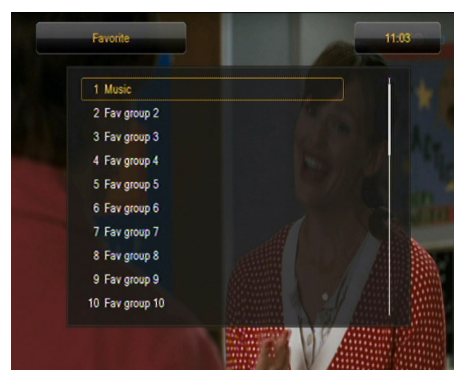 Favorite
11:03
1 Music
2 Fav group 2
3 Fav group 3
4 Fav group 4
5 Fav group 5
6 Fav group 6
7 Fav group 7
8 Fav group 8
9 Fav group 9
10 Fav group 10